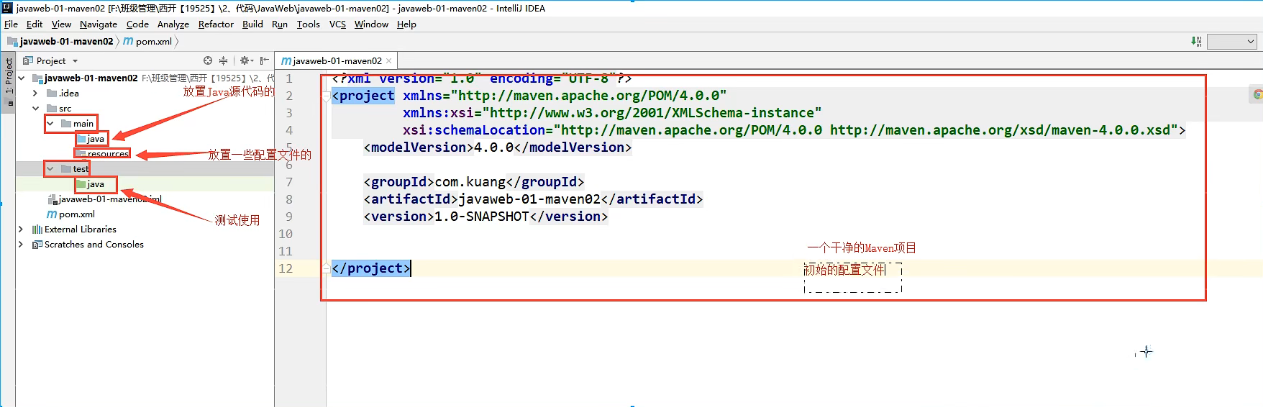 javaweb-01-maven02 [F:\班级管理\西开【19525】\2、代码\JavaWeb\javaweb-01-maven02] - javaweb-01-maven02 - IntelliJ IDEA
File Edit View Navigate Code Analyze Refactor Build Run Tools VCS Window Help
javaweb-01-maven02 pom.xml
1: Project
Project
javaweb-01-maven02
javaweb-01-maven02 F:\班级管理\西开【19525】\2、代
放置Java源代码的
.idea
src
main
java
resources
放置一些配置文件的
test
java
javaweb-01-maven02.iml
测试使用
pom.xml
External Libraries
Scratches and Consoles
1 <?xml version="1.0" encoding="UTF-8"?>
2 <project xmlns="http://maven.apache.org/POM/4.0.0"
3 xmlns:xsi="http://www.w3.org/2001/XMLSchema-instance"
4 xsi:schemaLocation="http://maven.apache.org/POM/4.0.0 http://maven.apache.org/xsd/maven-4.0.0.xsd">
5 <modelVersion>4.0.0</modelVersion>
6
7 <groupId>com.kuang</groupId>
8 <artifactId>javaweb-01-maven02</artifactId>
9 <version>1.0-SNAPSHOT</version>
10
11
12 </project>
一个干净的Maven项目
初始的配置文件